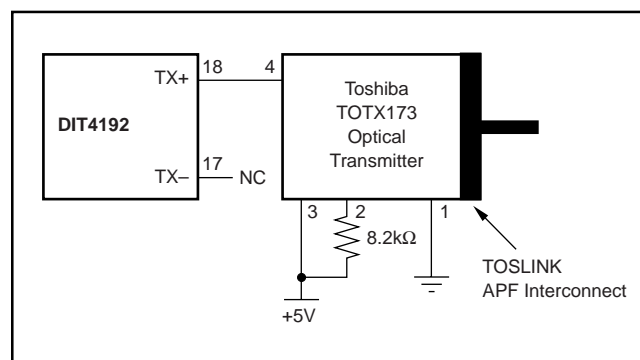 TX+
18
4
DIT4192
TX–
17
NC
Toshiba
TOTX173
Optical
Transmitter
3
2
1
8.2kΩ
+5V
TOSLINK
APF Interconnect